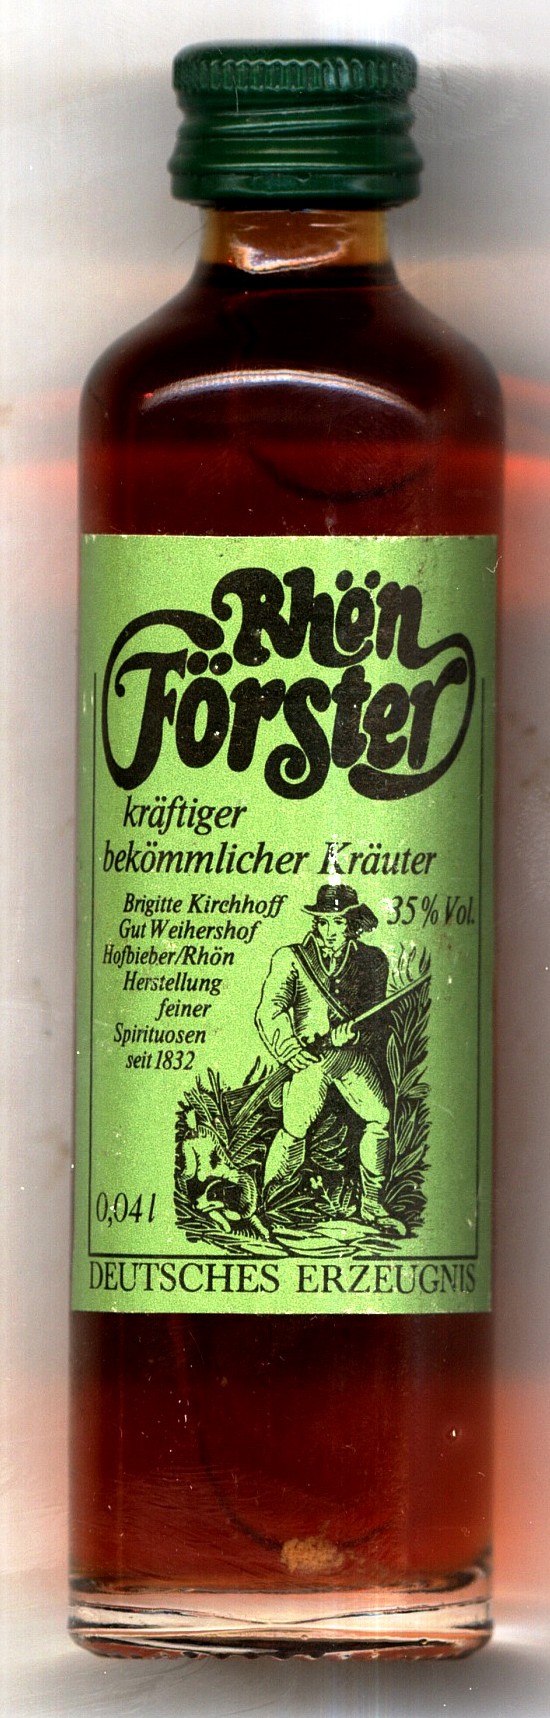 Rhön
Förster
kräftiger
bekömmlicher Kräuter
Brigitte Kirchhoff
35% Vol.
Gut Weihershof
Hofbieber/Rhön
Herstellung
feiner
Spirituosen
seit 1832
0,04 l
DEUTSCHES ERZEUGNIS